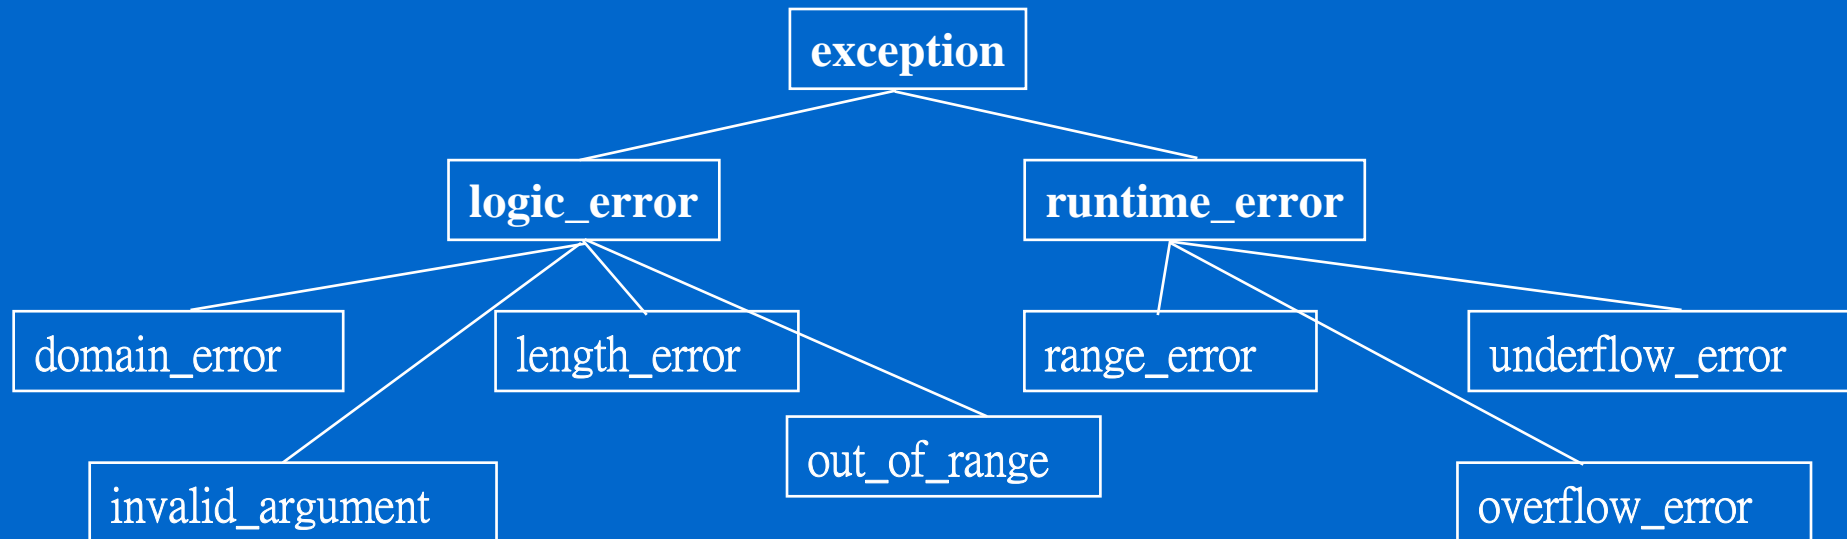 exception
logic_error
runtime_error
domain_error
length_error
range_error
underflow_error
out_of_range
invalid_argument
overflow_error